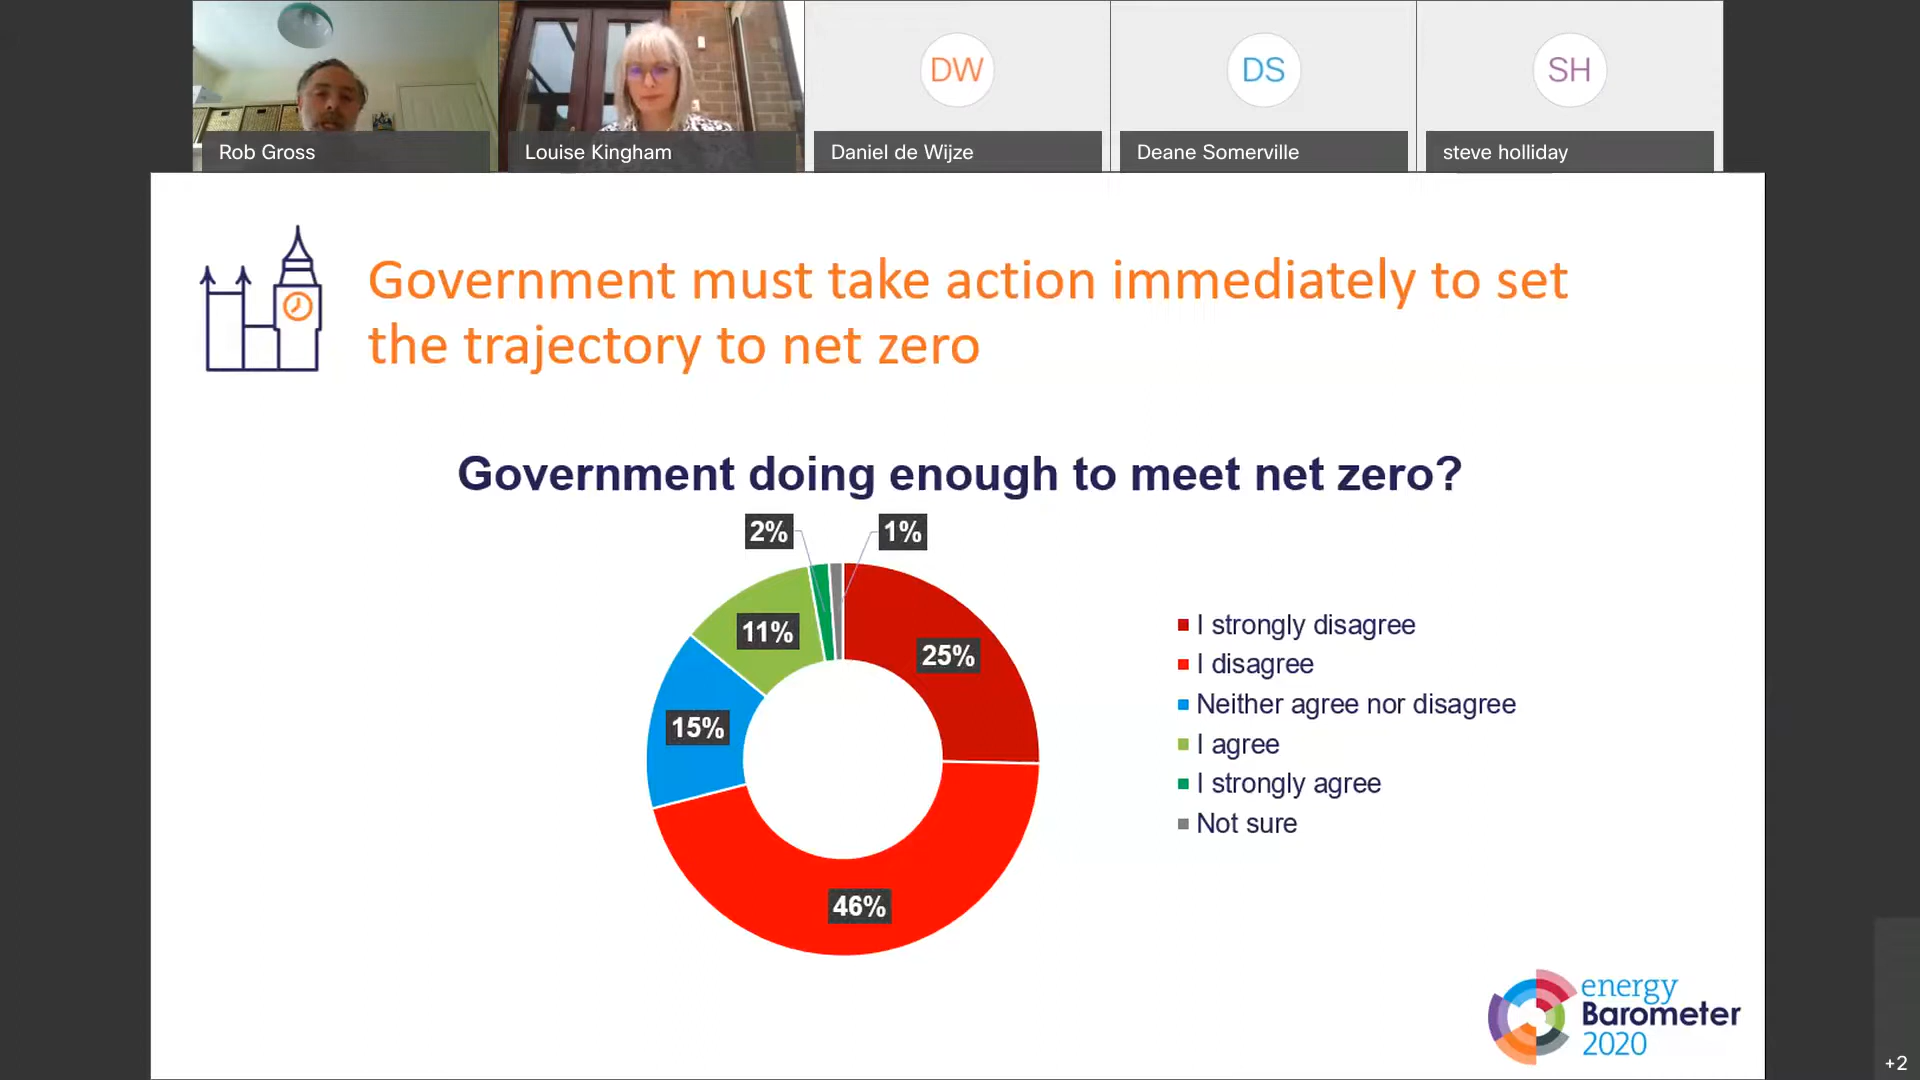 DW
DS
SH
Rob Gross
Louise Kingham
Daniel de Wijze
Deane Somerville
steve holliday
Government must take action immediately to set
the trajectory to net zero
Government doing enough to meet net zero?
2%
1%
11%
25%
15%
46%
I strongly disagree
I disagree
Neither agree nor disagree
I agree
I strongly agree
Not sure
energy
Barometer
2020
+2